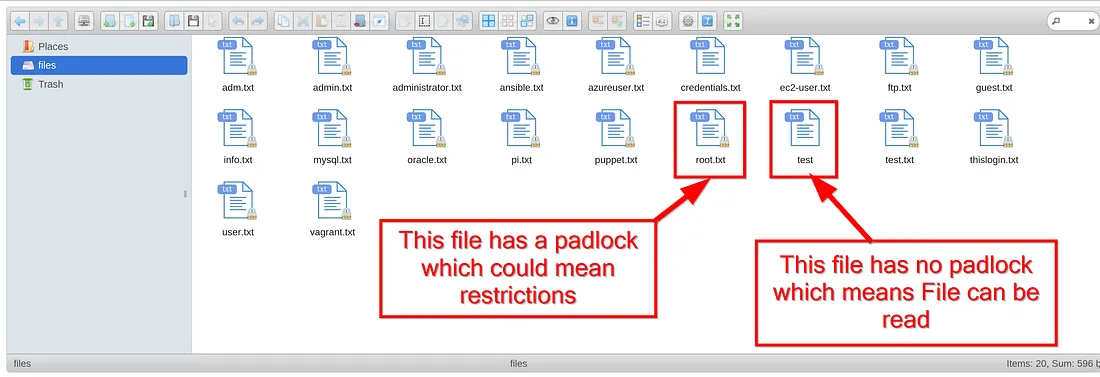 Places
files
Trash
txt txt txt txt txt txt txt txt txt
adm.txt admin.txt administrator.txt ansible.txt azureuser.txt credentials.txt ec2-user.txt ftp.txt guest.txt
txt txt txt txt txt txt txt txt txt
info.txt mysql.txt oracle.txt pi.txt puppet.txt root.txt test test.txt thislogin.txt
txt txt
user.txt vagrant.txt
This file has a padlock
which could mean
restrictions
This file has no padlock
which means File can be
read
files files Items: 20, Sum: 596 b